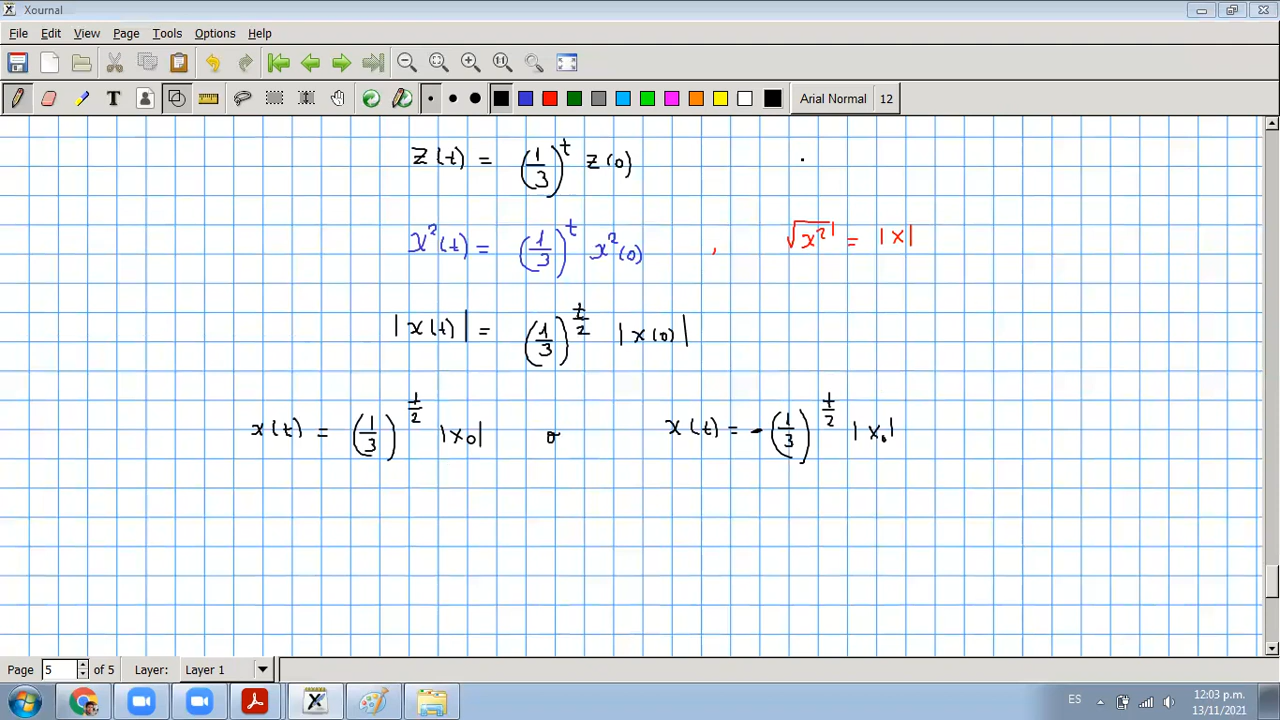 Xournal
File Edit View Page Tools Options Help
Arial Normal 12
z(t) = (1/3)^t z(0)
x²(t) = (1/3)^t x²(0) , √x² = |x|
|x(t)| = (1/3)^(t/2) |x(0)|
x(t) = (1/3)^(t/2) |x₀| o x(t) = -(1/3)^(t/2) |x₀|
Page 5 of 5 Layer: Layer 1
ES 12:03 p.m.
13/11/2021